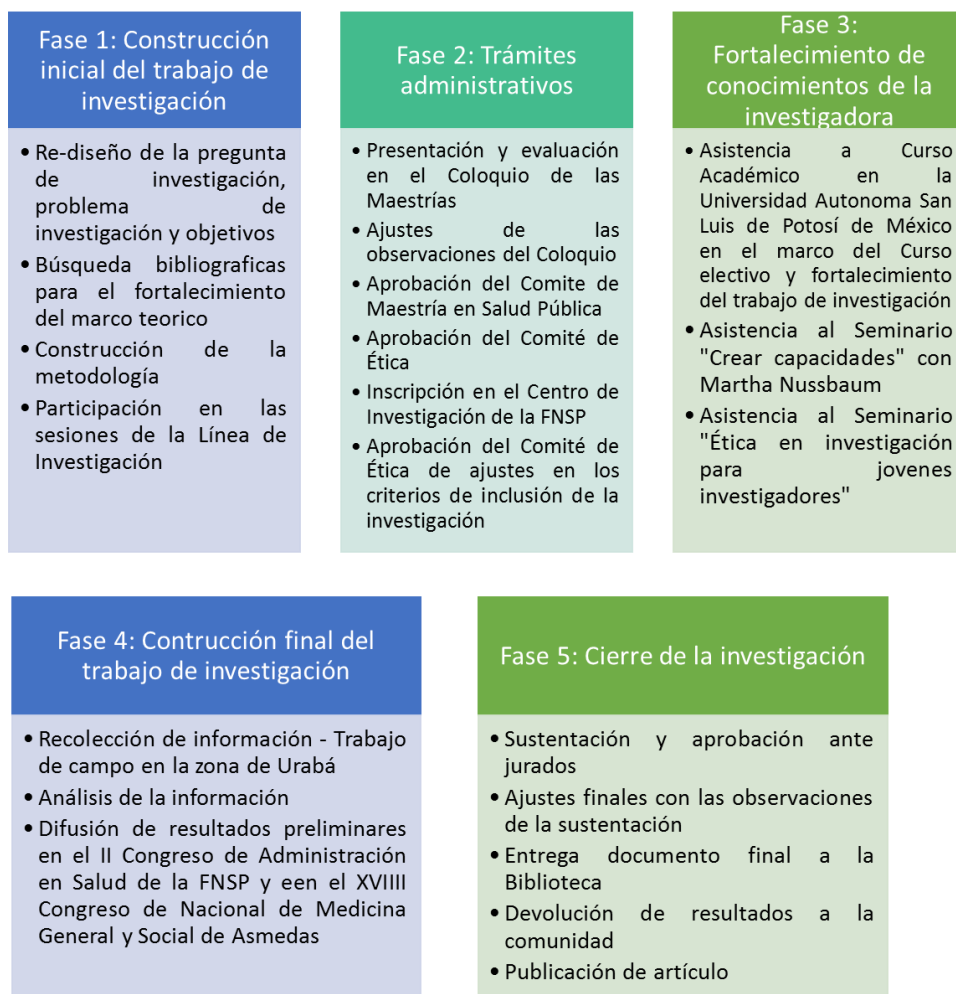 Fase 1: Construcción
inicial del trabajo de
investigación
• Re-diseño de la pregunta
de investigación,
problema de
investigación y objetivos
• Búsqueda bibliograficas
para el fortalecimiento
del marco teorico
• Construcción de la
metodología
• Participación en las
sesiones de la Línea de
Investigación
Fase 2: Trámites
administrativos
• Presentación y evaluación
en el Coloquio de las
Maestrías
• Ajustes de las
observaciones del Coloquio
• Aprobación del Comite de
Maestría en Salud Pública
• Aprobación del Comité de
Ética
• Inscripción en el Centro de
Investigación de la FNSP
• Aprobación del Comité de
Ética de ajustes en los
criterios de inclusión de la
investigación
Fase 3:
Fortalecimiento de
conocimientos de la
investigadora
• Asistencia a Curso
Académico en la
Universidad Autonoma San
Luis de Potosí de México
en el marco del Curso
electivo y fortalecimiento
del trabajo de investigación
• Asistencia al Seminario
"Crear capacidades" con
Martha Nussbaum
• Asistencia al Seminario
"Ética en investigación
para jovenes
investigadores"
Fase 4: Contrucción final del
trabajo de investigación
• Recolección de información - Trabajo
de campo en la zona de Urabá
• Análisis de la información
• Difusión de resultados preliminares
en el II Congreso de Administración
en Salud de la FNSP y een el XVIIII
Congreso de Nacional de Medicina
General y Social de Asmedas
Fase 5: Cierre de la investigación
• Sustentación y aprobación ante
jurados
• Ajustes finales con las observaciones
de la sustentación
• Entrega documento final a la
Biblioteca
• Devolución de resultados a la
comunidad
• Publicación de artículo